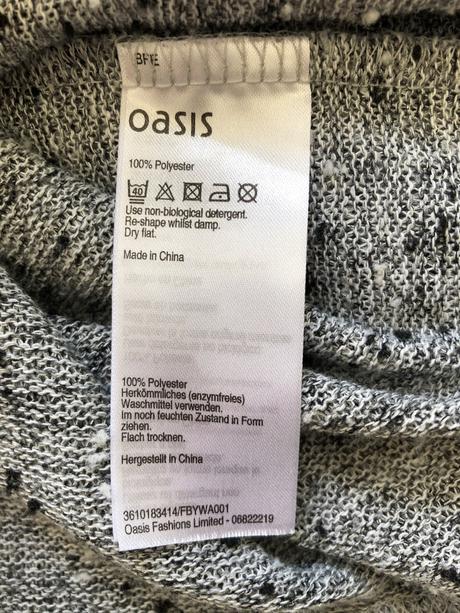 oasis
100% Polyester
40
Use non-biological detergent.
Re-shape whilst damp.
Dry flat.
Made in China
100% Polyester
Herkömmliches (enzymfreies)
Waschmittel verwenden.
Im noch feuchten Zustand in Form
ziehen.
Flach trocknen.
Hergestellt in China
3610183414/FBYWA001
Oasis Fashions Limited - 06822219